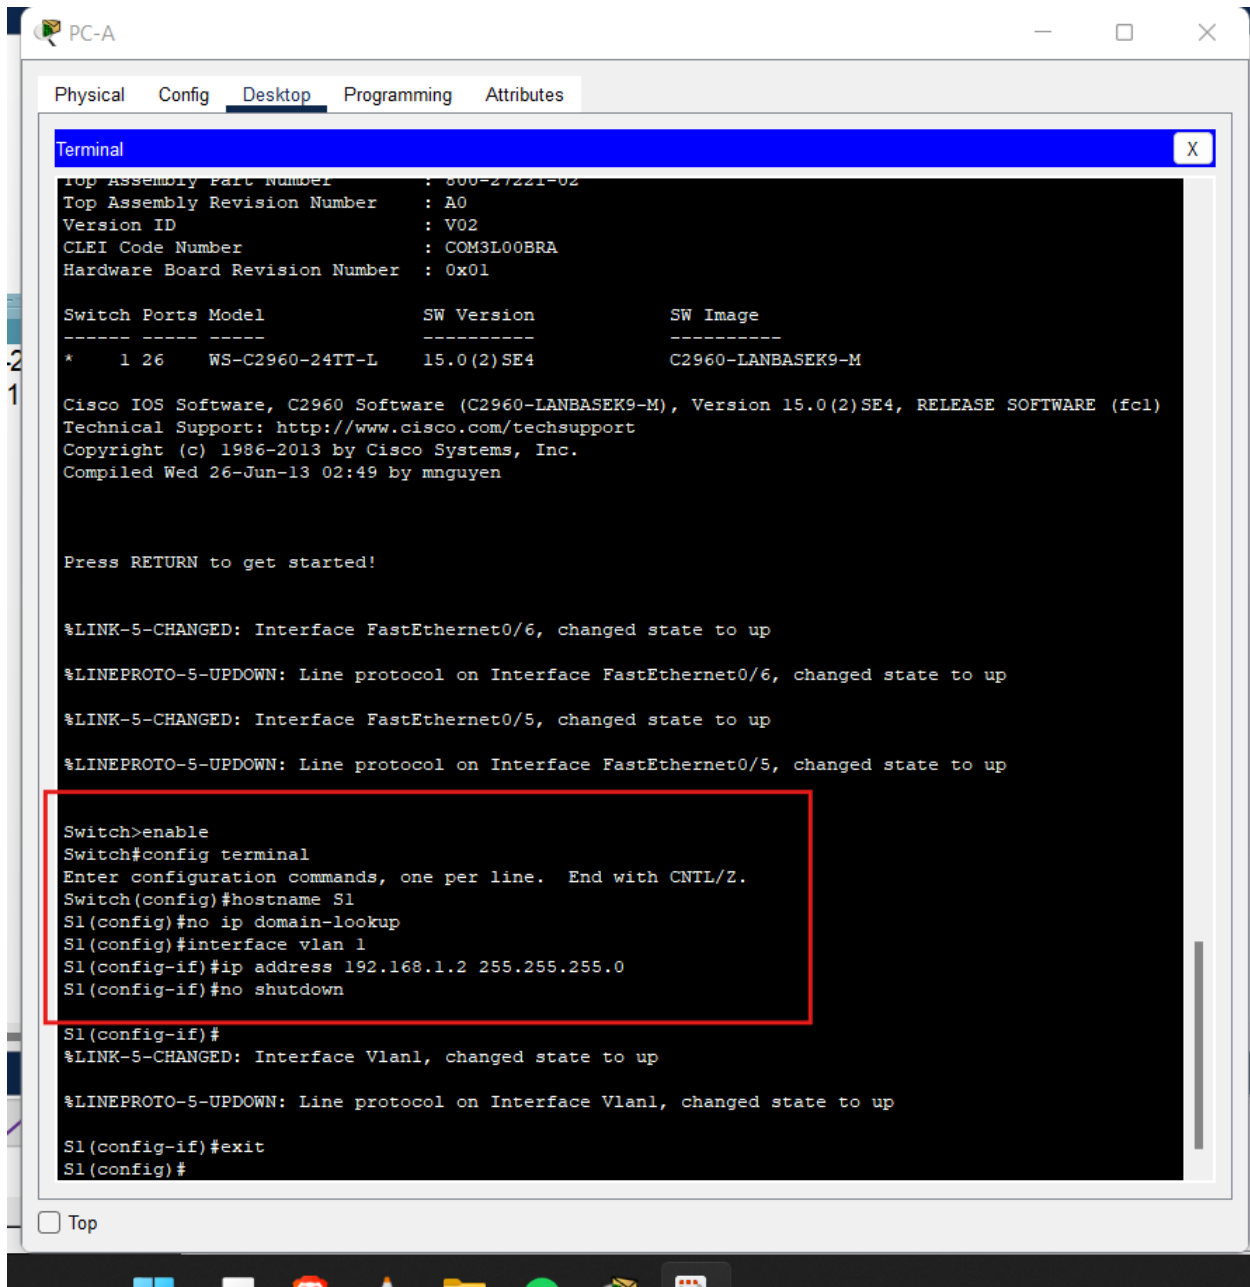 PC-A
Physical Config Desktop Programming Attributes
Terminal
X
Top Assembly Part Number : 800-27221-02
Top Assembly Revision Number : A0
Version ID : V02
CLEI Code Number : COM3L00BRA
Hardware Board Revision Number : 0x01
Switch Ports Model SW Version SW Image
------ ----- ----- ---------- ----------
* 1 26 WS-C2960-24TT-L 15.0(2)SE4 C2960-LANBASEK9-M
Cisco IOS Software, C2960 Software (C2960-LANBASEK9-M), Version 15.0(2)SE4, RELEASE SOFTWARE (fc1)
Technical Support: http://www.cisco.com/techsupport
Copyright (c) 1986-2013 by Cisco Systems, Inc.
Compiled Wed 26-Jun-13 02:49 by mnguyen
Press RETURN to get started!
%LINK-5-CHANGED: Interface FastEthernet0/6, changed state to up
%LINEPROTO-5-UPDOWN: Line protocol on Interface FastEthernet0/6, changed state to up
%LINK-5-CHANGED: Interface FastEthernet0/5, changed state to up
%LINEPROTO-5-UPDOWN: Line protocol on Interface FastEthernet0/5, changed state to up
Switch>enable
Switch#config terminal
Enter configuration commands, one per line. End with CNTL/Z.
Switch(config)#hostname S1
S1(config)#no ip domain-lookup
S1(config)#interface vlan 1
S1(config-if)#ip address 192.168.1.2 255.255.255.0
S1(config-if)#no shutdown
S1(config-if)#
%LINK-5-CHANGED: Interface Vlan1, changed state to up
%LINEPROTO-5-UPDOWN: Line protocol on Interface Vlan1, changed state to up
S1(config-if)#exit
S1(config)#
Top